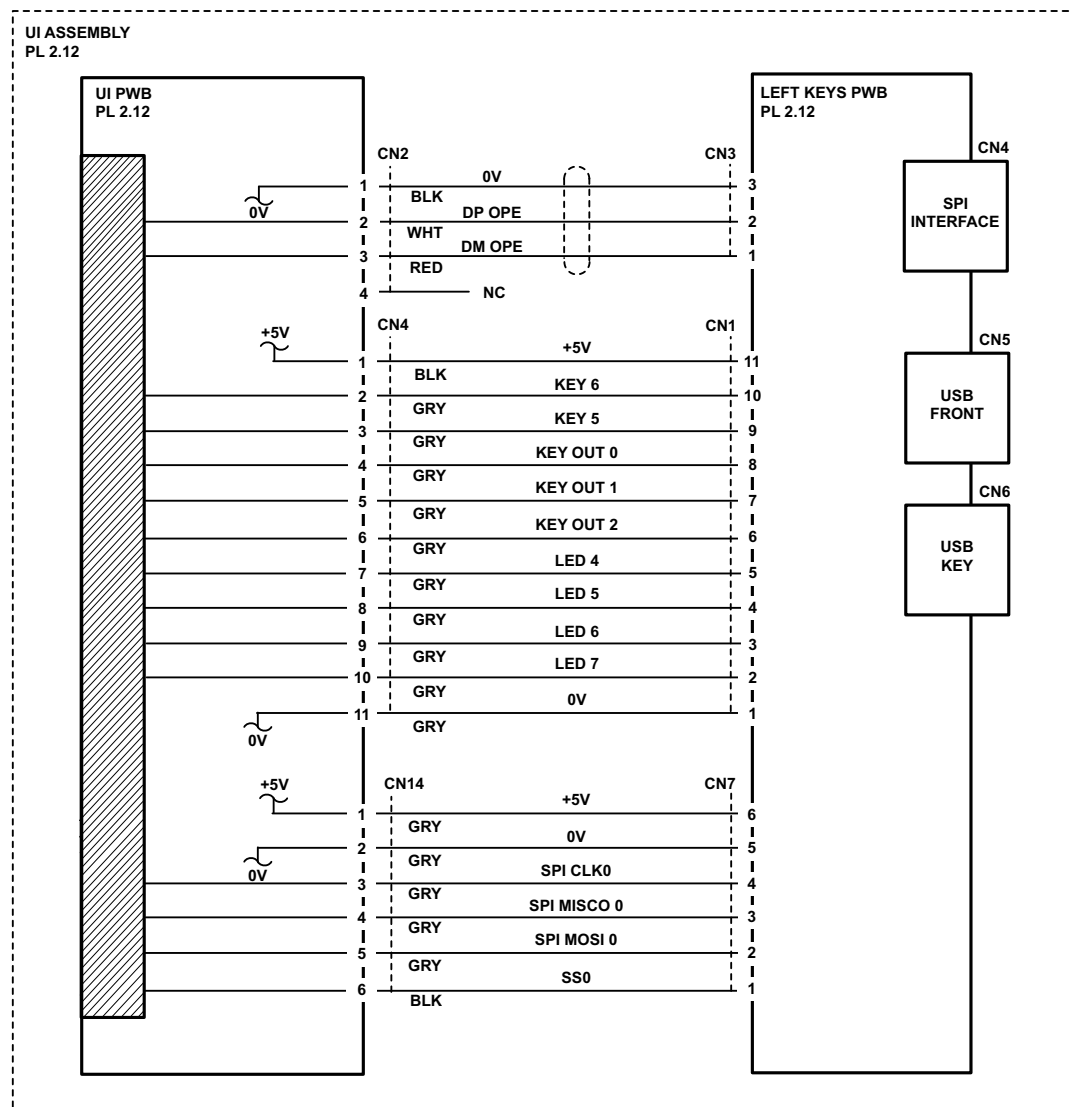 UI ASSEMBLY
PL 2.12
UI PWB
PL 2.12
LEFT KEYS PWB
PL 2.12
CN2
CN3
CN4
SPI
INTERFACE
0V
1
0V
BLK
3
2
DP OPE
WHT
2
3
DM OPE
RED
1
4
NC
CN5
USB
FRONT
CN4
CN1
+5V
1
+5V
BLK
11
2
KEY 6
GRY
10
3
KEY 5
GRY
9
4
KEY OUT 0
GRY
8
5
KEY OUT 1
GRY
7
6
KEY OUT 2
GRY
6
7
LED 4
GRY
5
8
LED 5
GRY
4
9
LED 6
GRY
3
10
LED 7
GRY
2
0V
11
0V
GRY
1
CN6
USB
KEY
CN14
CN7
+5V
1
+5V
GRY
6
0V
2
0V
GRY
5
3
SPI CLK0
GRY
4
4
SPI MISCO 0
GRY
3
5
SPI MOSI 0
GRY
2
6
SS0
BLK
1